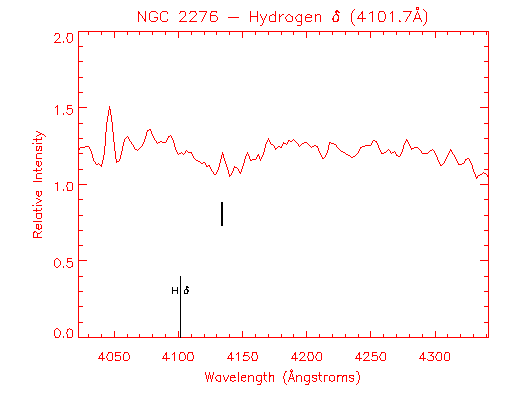 NGC 2276 – Hydrogen δ (4101.7Å)
2.0
1.5
1.0
0.5
0.0
Relative Intensity
H δ
4050 4100 4150 4200 4250 4300
Wavelength (Ångstroms)